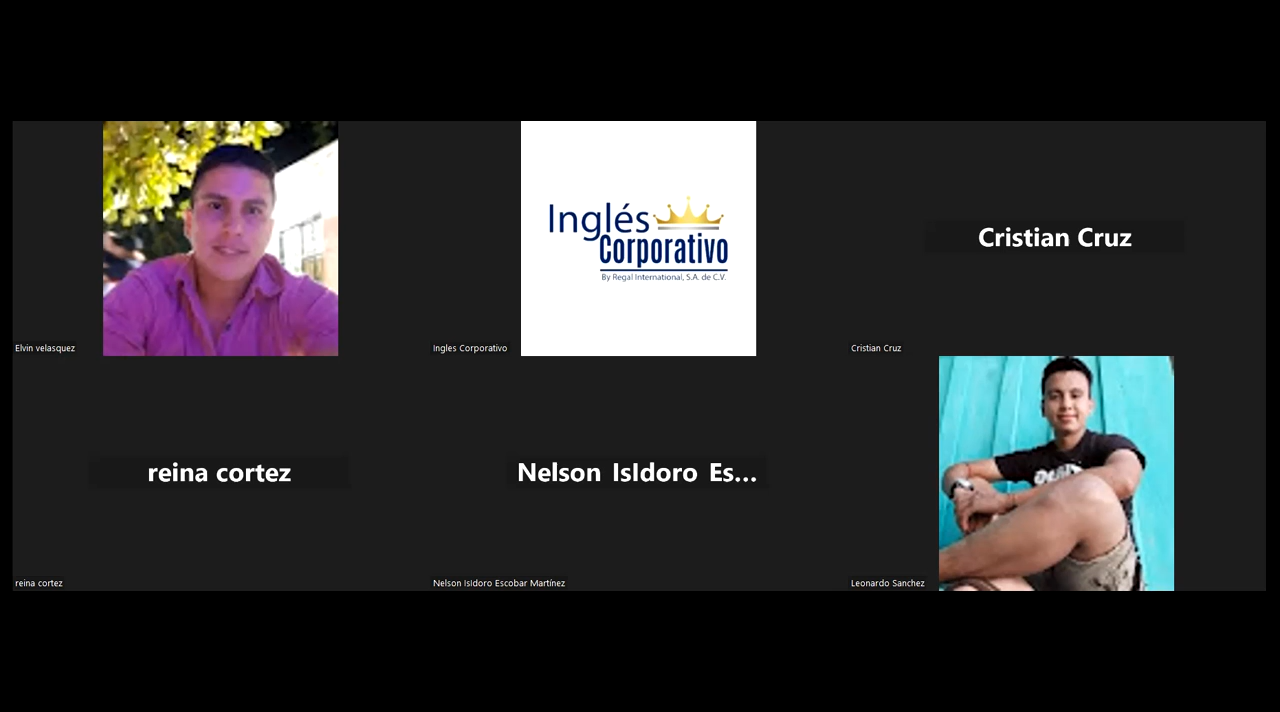 Inglés
Corporativo
By Regal International, S.A. de C.V.
Cristian Cruz
Elvin velasquez
Ingles Corporativo
Cristian Cruz
reina cortez
Nelson IsIdoro Es...
reina cortez
Nelson IsIdoro Escobar Martínez
Leonardo Sanchez